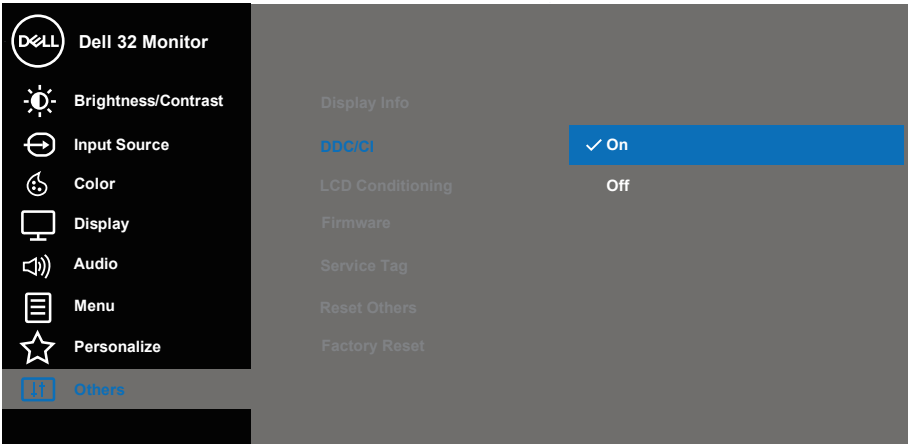 DELL
Dell 32 Monitor
Brightness/Contrast
Input Source
Color
Display
Audio
Menu
Personalize
Others
Display Info
DDC/CI
LCD Conditioning
Firmware
Service Tag
Reset Others
Factory Reset
On
Off